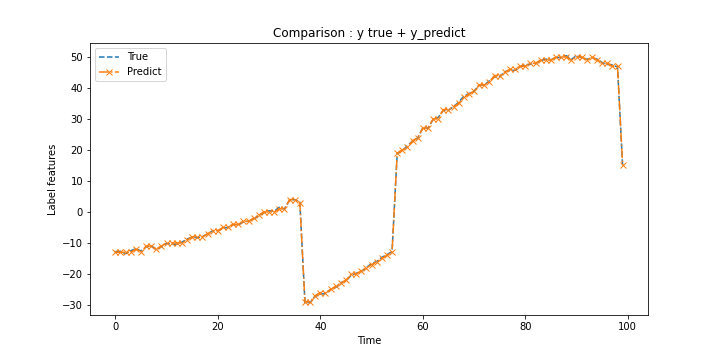 Comparison : y true + y_predict
True
Predict
Label features
50
40
30
20
10
0
−10
−20
−30
0 20 40 60 80 100
Time